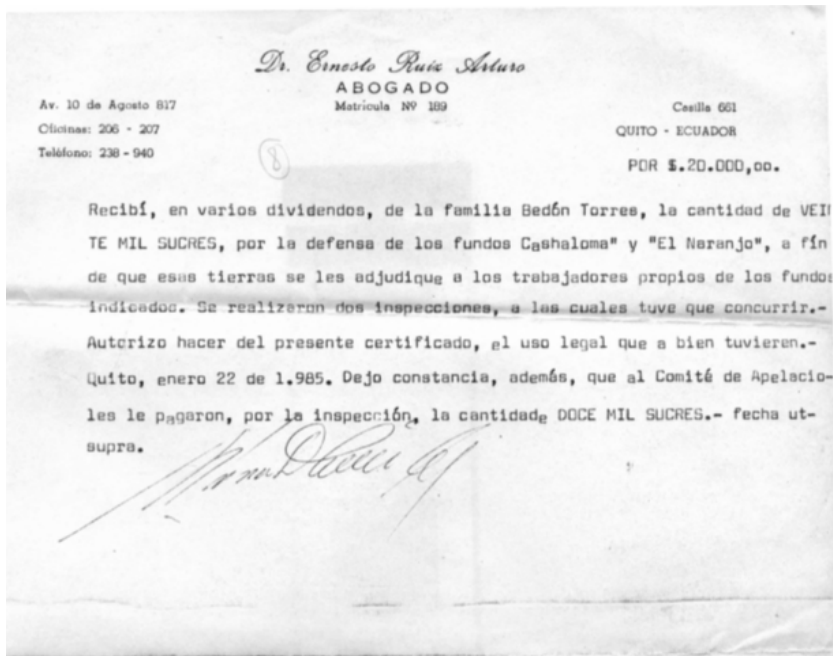 Dr. Ernesto Ruiz Arturo
ABOGADO
Matrícula Nº 189
Av. 10 de Agosto 817
Oficinas: 206 - 207
Teléfono: 238 - 940
Casilla 661
QUITO - ECUADOR
8
POR $.20.000,oo.
Recibí, en varios dividendos, de la familia Bedón Torres, la cantidad de VEIN
TE MIL SUCRES, por la defensa de los fundos Cashaloma" y "El Naranjo", a fín
de que esas tierras se les adjudique a los trabajadores propios de los fundos
indicados. Se realizaron dos inspecciones, a las cuales tuve que concurrir.-
Autorizo hacer del presente certificado, el uso legal que a bien tuvieren.-
Quito, enero 22 de 1.985. Dejo constancia, además, que al Comité de Apelacio-
les le pagaron, por la inspección, la cantidade DOCE MIL SUCRES.- fecha ut-
supra.